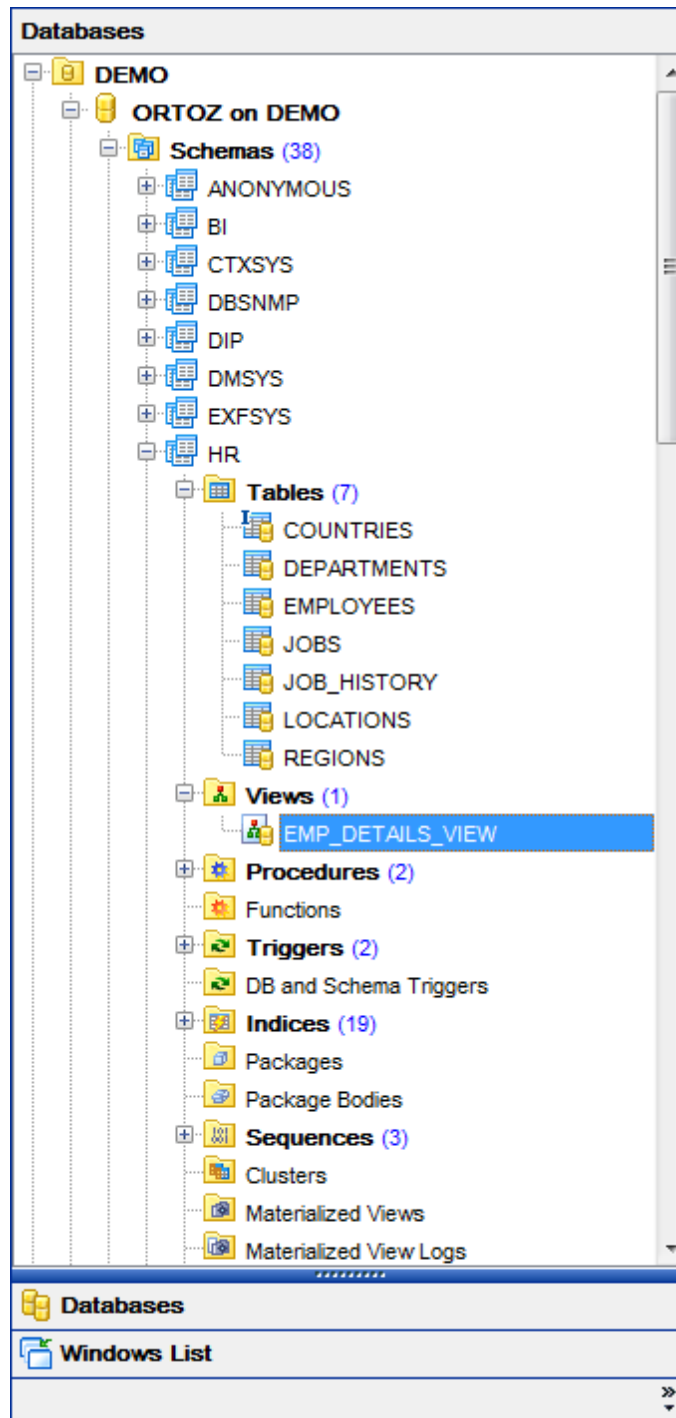 Databases
DEMO
ORTOZ on DEMO
Schemas (38)
ANONYMOUS
BI
CTXSYS
DBSNMP
DIP
DMSYS
EXFSYS
HR
Tables (7)
COUNTRIES
DEPARTMENTS
EMPLOYEES
JOBS
JOB_HISTORY
LOCATIONS
REGIONS
Views (1)
EMP_DETAILS_VIEW
Procedures (2)
Functions
Triggers (2)
DB and Schema Triggers
Indices (19)
Packages
Package Bodies
Sequences (3)
Clusters
Materialized Views
Materialized View Logs
Databases
Windows List